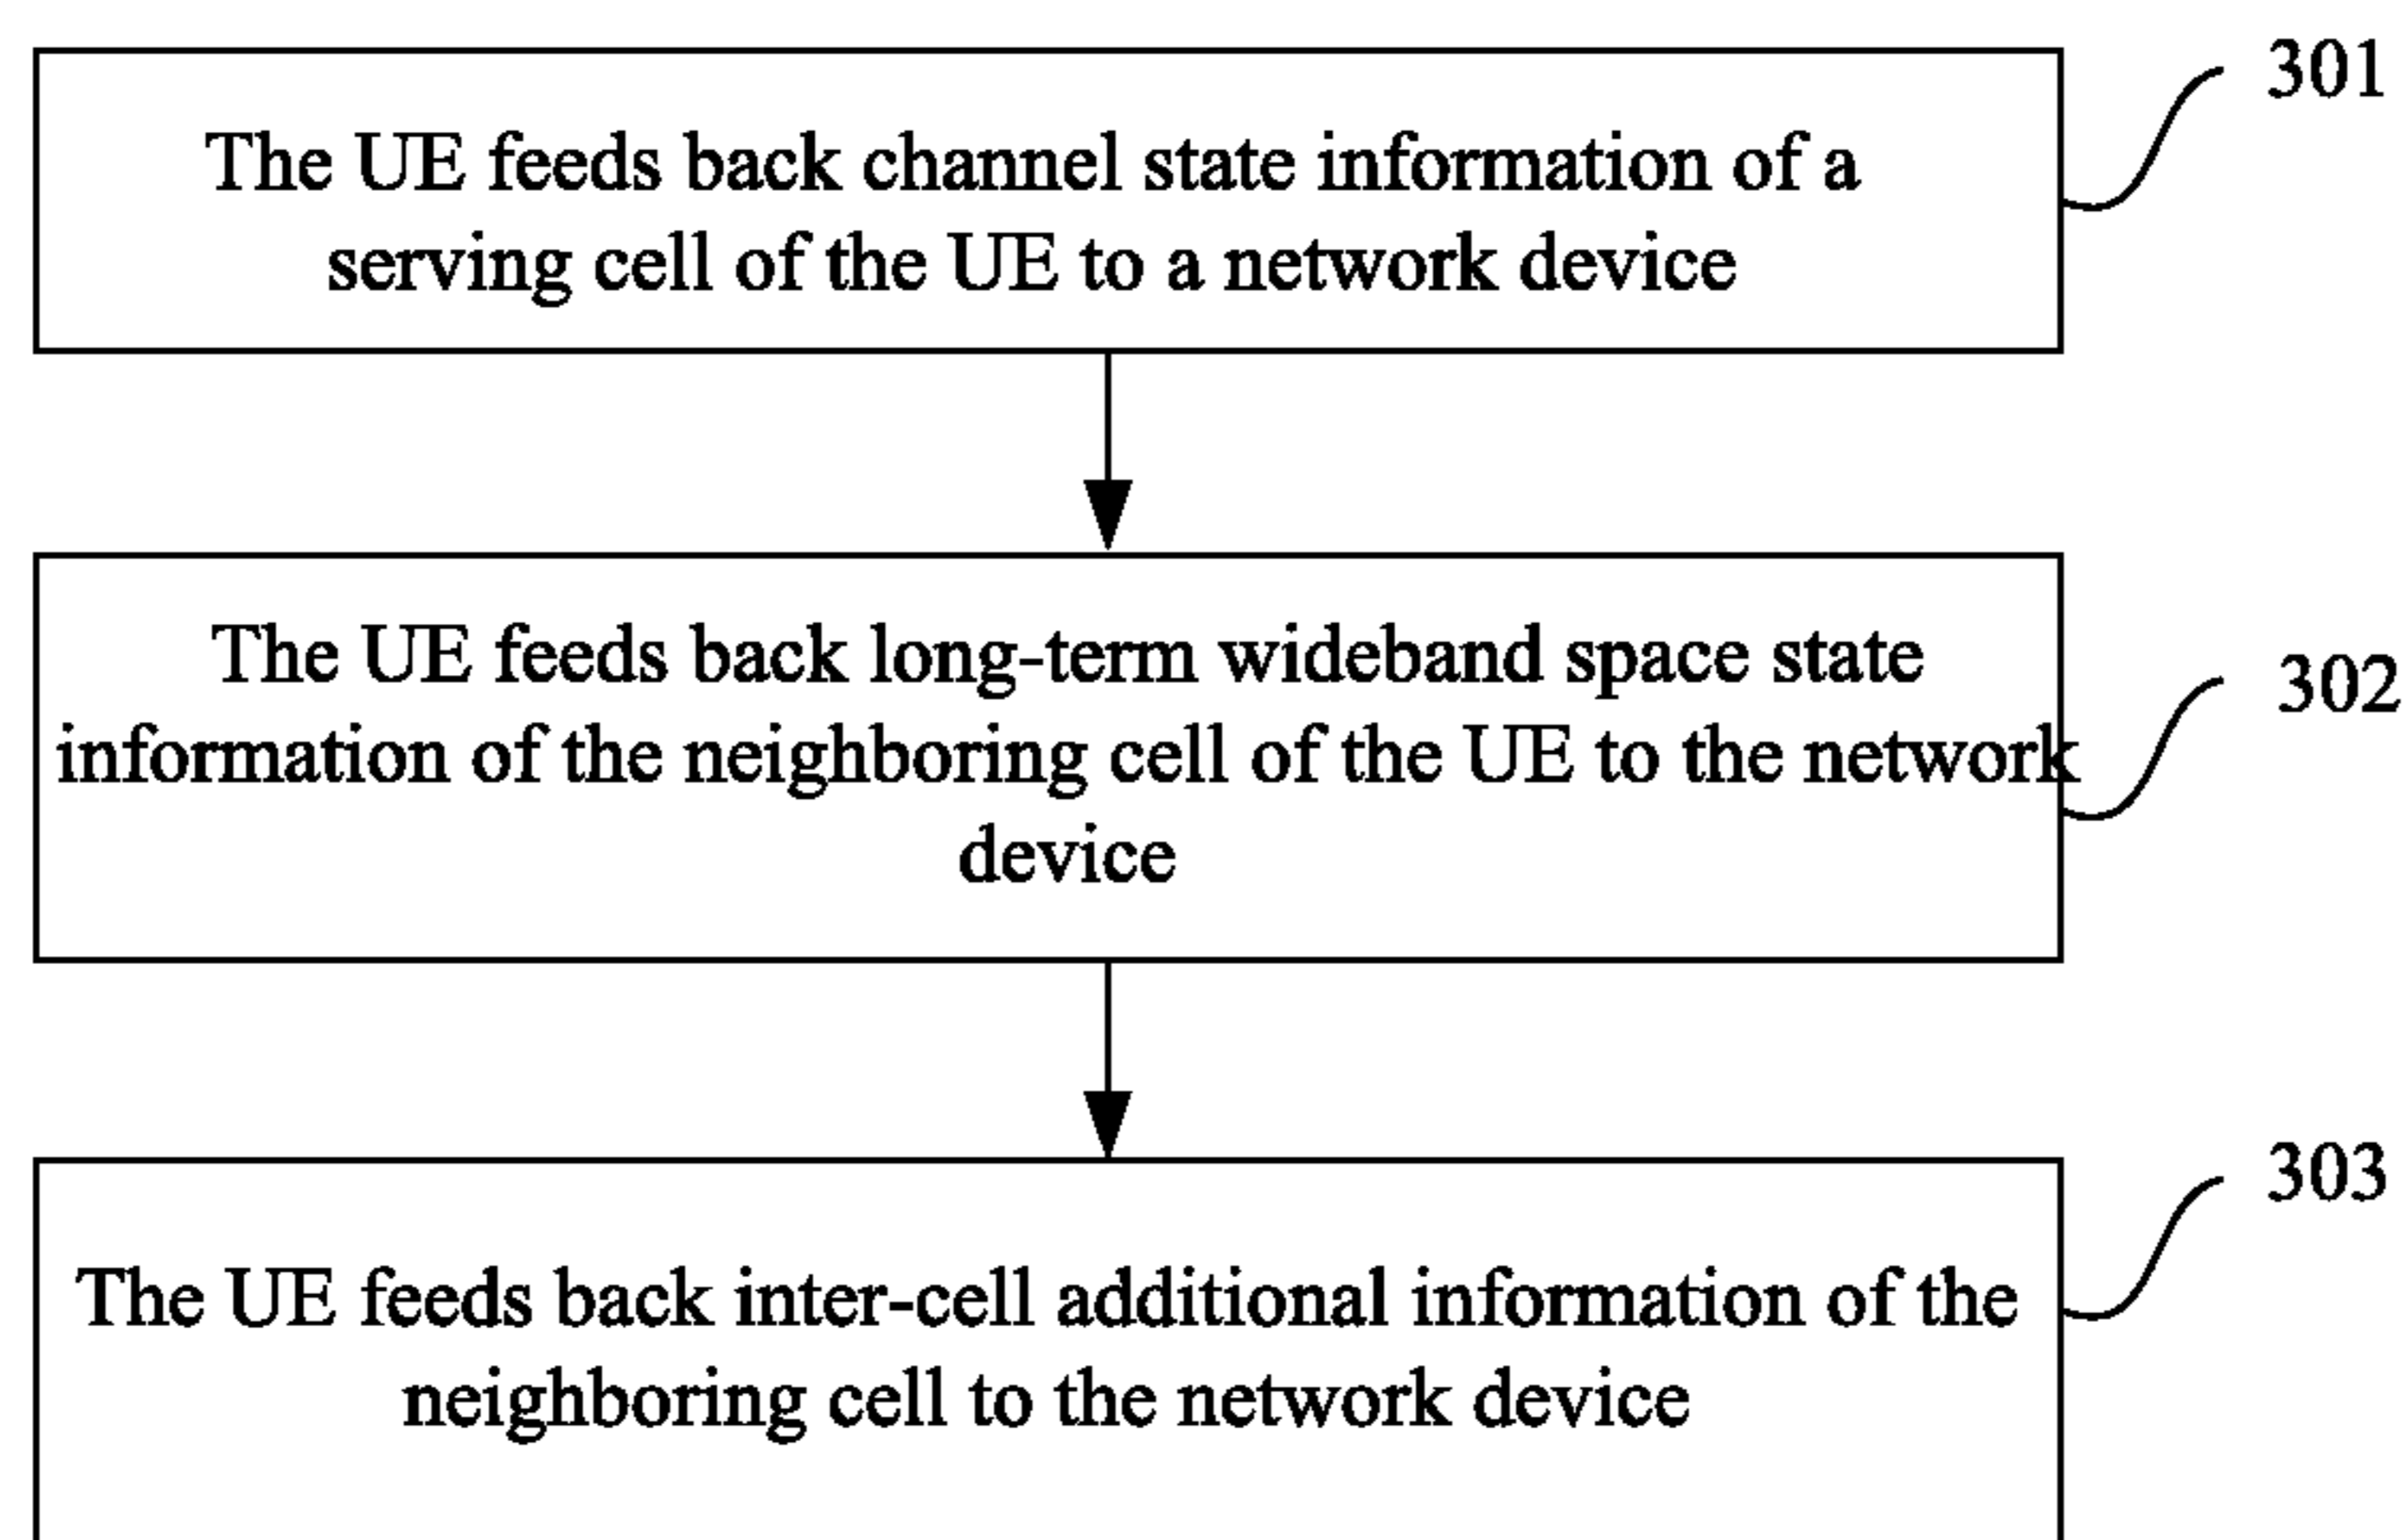 301
The UE feeds back channel state information of a
serving cell of the UE to a network device
The UE feeds back long-term wideband space state
302
information of the neighboring cell of the UE to the network
device
303
The UE feeds back inter-cell additional information of the
neighboring cell to the network device